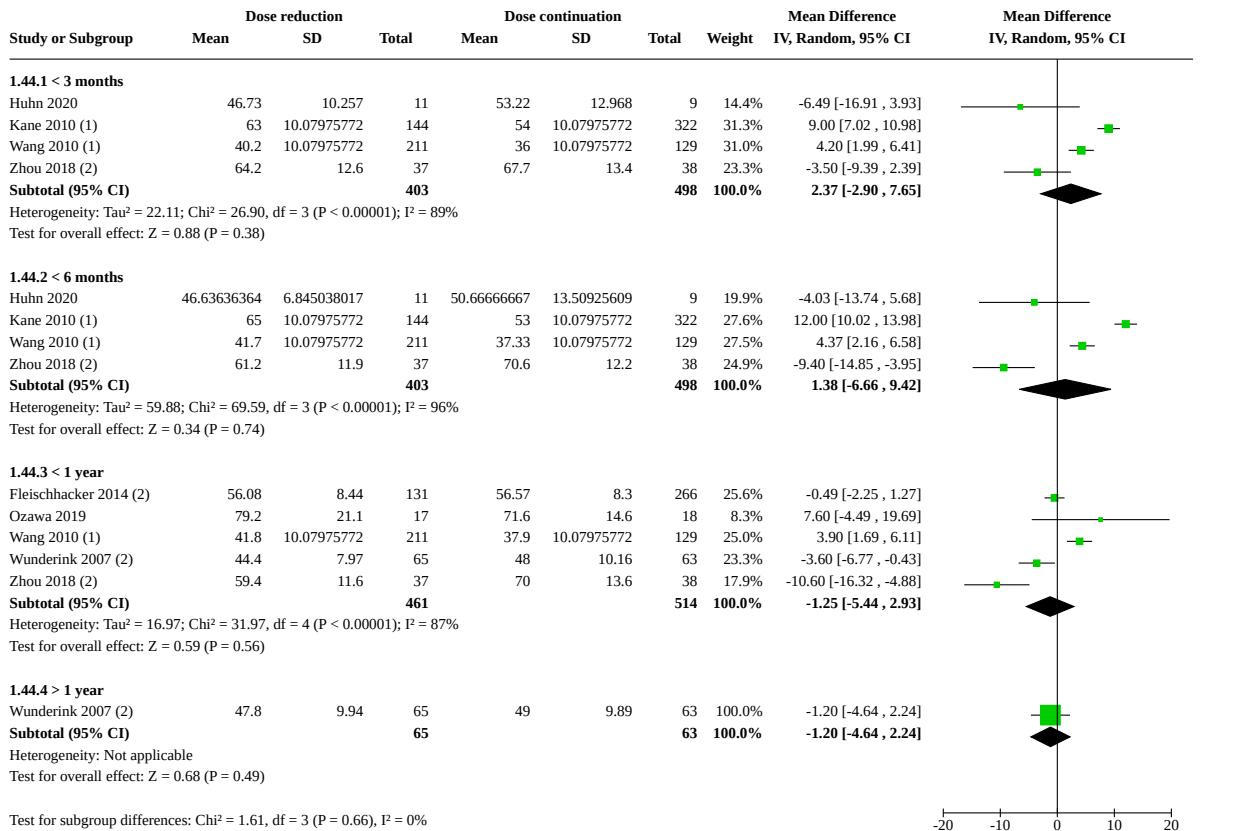 Dose reduction Dose continuation Mean Difference Mean Difference
Study or Subgroup Mean SD Total Mean SD Total Weight IV, Random, 95% CI IV, Random, 95% CI
1.44.1 < 3 months
Huhn 2020 46.73 10.257 11 53.22 12.968 9 14.4% -6.49 [-16.91 , 3.93]
Kane 2010 (1) 63 10.07975772 144 54 10.07975772 322 31.3% 9.00 [7.02 , 10.98]
Wang 2010 (1) 40.2 10.07975772 211 36 10.07975772 129 31.0% 4.20 [1.99 , 6.41]
Zhou 2018 (2) 64.2 12.6 37 67.7 13.4 38 23.3% -3.50 [-9.39 , 2.39]
Subtotal (95% CI) 403 498 100.0% 2.37 [-2.90 , 7.65]
Heterogeneity: Tau² = 22.11; Chi² = 26.90, df = 3 (P < 0.00001); I² = 89%
Test for overall effect: Z = 0.88 (P = 0.38)
1.44.2 < 6 months
Huhn 2020 46.63636364 6.845038017 11 50.66666667 13.50925609 9 19.9% -4.03 [-13.74 , 5.68]
Kane 2010 (1) 65 10.07975772 144 53 10.07975772 322 27.6% 12.00 [10.02 , 13.98]
Wang 2010 (1) 41.7 10.07975772 211 37.33 10.07975772 129 27.5% 4.37 [2.16 , 6.58]
Zhou 2018 (2) 61.2 11.9 37 70.6 12.2 38 24.9% -9.40 [-14.85 , -3.95]
Subtotal (95% CI) 403 498 100.0% 1.38 [-6.66 , 9.42]
Heterogeneity: Tau² = 59.88; Chi² = 69.59, df = 3 (P < 0.00001); I² = 96%
Test for overall effect: Z = 0.34 (P = 0.74)
1.44.3 < 1 year
Fleischhacker 2014 (2) 56.08 8.44 131 56.57 8.3 266 25.6% -0.49 [-2.25 , 1.27]
Ozawa 2019 79.2 21.1 17 71.6 14.6 18 8.3% 7.60 [-4.49 , 19.69]
Wang 2010 (1) 41.8 10.07975772 211 37.9 10.07975772 129 25.0% 3.90 [1.69 , 6.11]
Wunderink 2007 (2) 44.4 7.97 65 48 10.16 63 23.3% -3.60 [-6.77 , -0.43]
Zhou 2018 (2) 59.4 11.6 37 70 13.6 38 17.9% -10.60 [-16.32 , -4.88]
Subtotal (95% CI) 461 514 100.0% -1.25 [-5.44 , 2.93]
Heterogeneity: Tau² = 16.97; Chi² = 31.97, df = 4 (P < 0.00001); I² = 87%
Test for overall effect: Z = 0.59 (P = 0.56)
1.44.4 > 1 year
Wunderink 2007 (2) 47.8 9.94 65 49 9.89 63 100.0% -1.20 [-4.64 , 2.24]
Subtotal (95% CI) 65 63 100.0% -1.20 [-4.64 , 2.24]
Heterogeneity: Not applicable
Test for overall effect: Z = 0.68 (P = 0.49)
Test for subgroup differences: Chi² = 1.61, df = 3 (P = 0.66), I² = 0%
-20 -10 0 10 20